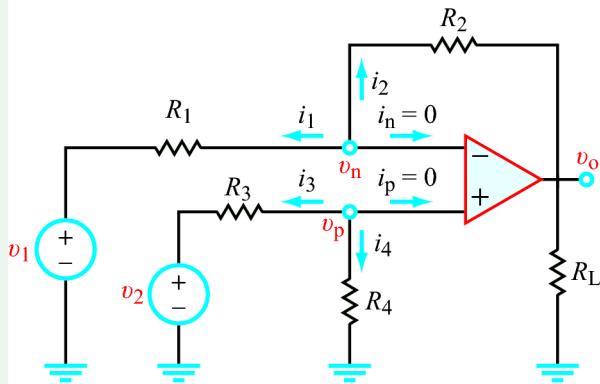 R2
i2
R1
i1
in = 0
vn
−
vo
R3
i3
ip = 0
+
vp
i4
v1
+
−
v2
+
−
R4
RL